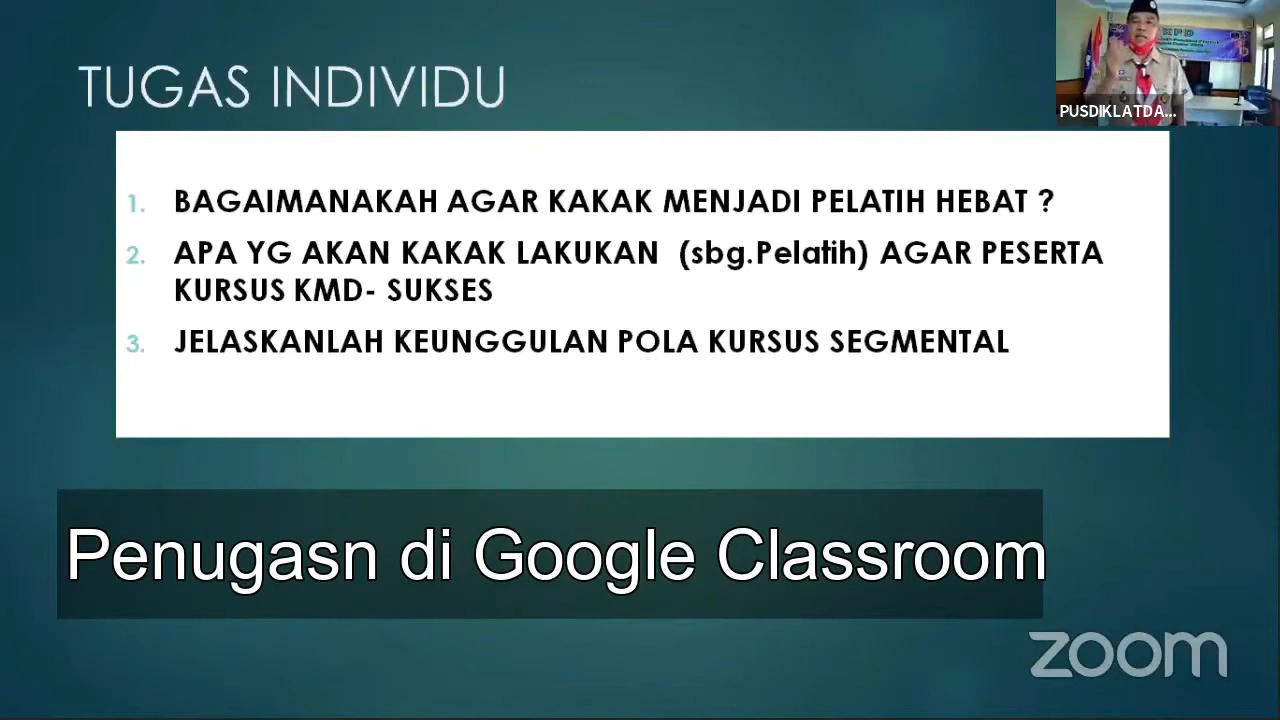 TUGAS INDIVIDU
1. BAGAIMANAKAH AGAR KAKAK MENJADI PELATIH HEBAT ?
2. APA YG AKAN KAKAK LAKUKAN (sbg.Pelatih) AGAR PESERTA
KURSUS KMD- SUKSES
3. JELASKANLAH KEUNGGULAN POLA KURSUS SEGMENTAL
Penugasn di Google Classroom
PUSDIKLATDA...
zoom